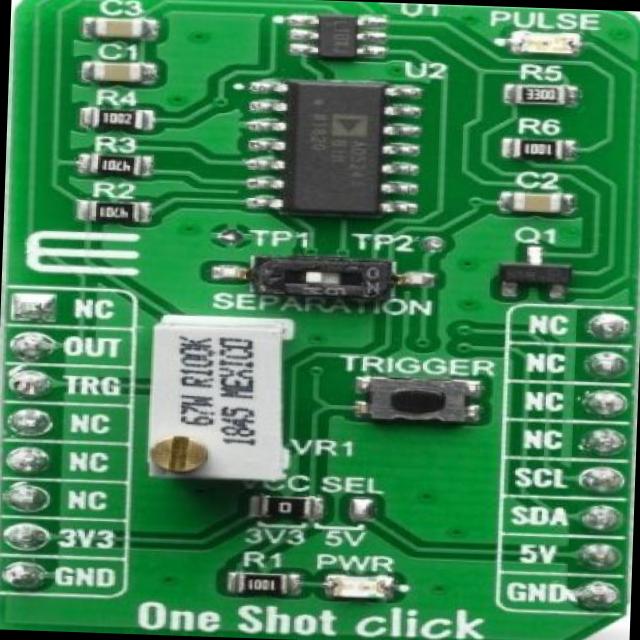 C3
U1
PULSE
C1
U2
R5
3300
R4
1002
R6
1001
R3
R2
C2
TP1
TP2
Q1
ON
SEPARATION
NC
OUT
TRG
NC
NC
NC
3V3
GND
67W R100K
1845 MEXICO
TRIGGER
VR1
VCC SEL
0
3V3
5V
R1
PWR
1001
NC
NC
NC
NC
SCL
SDA
5V
GND
One Shot click